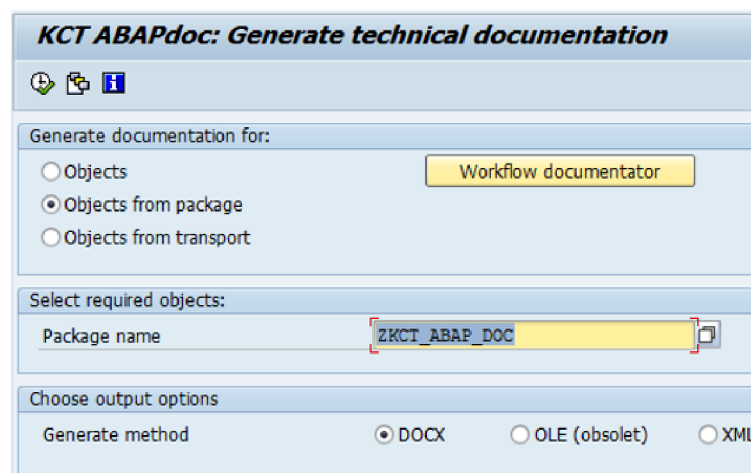 KCT ABAPdoc: Generate technical documentation
Generate documentation for:
Objects
Workflow documentator
Objects from package
Objects from transport
Select required objects:
Package name ZKCT_ABAP_DOC
Choose output options
Generate method DOCX OLE (obsolet) XML